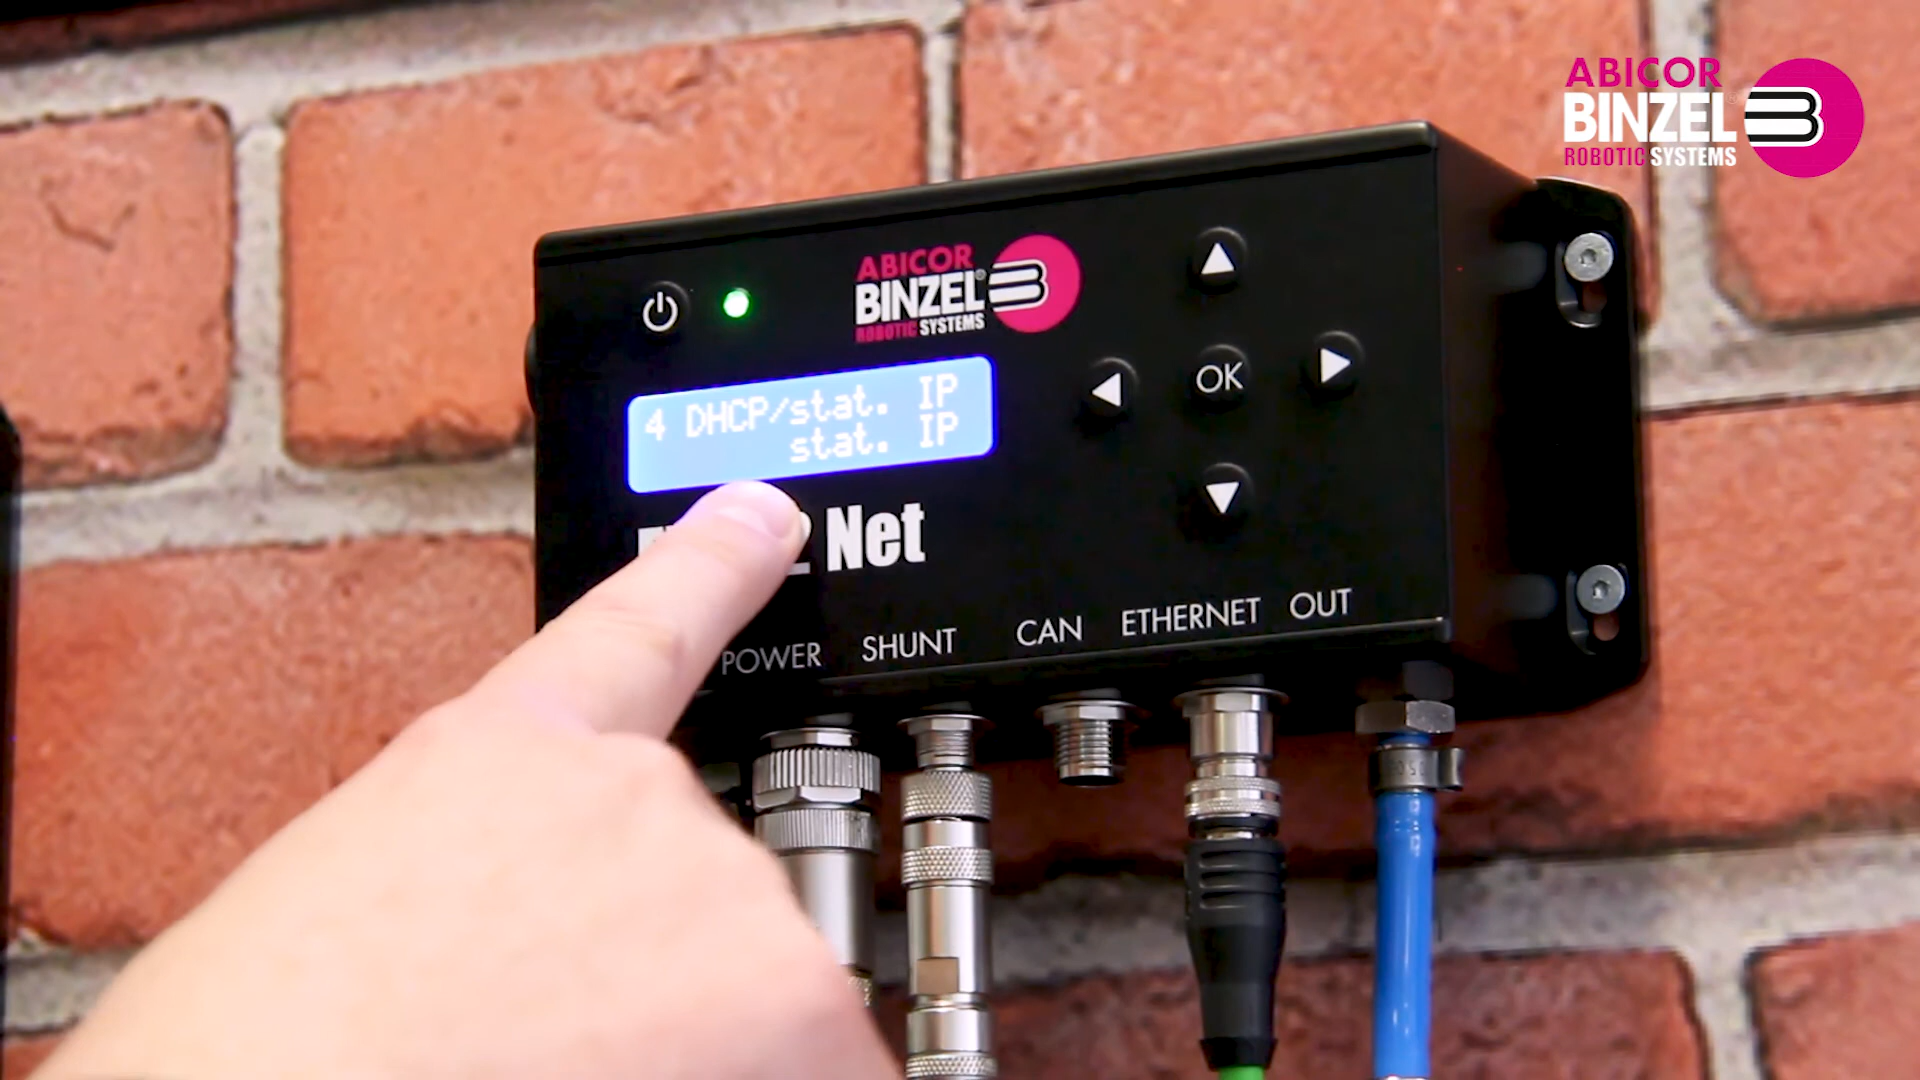 ABICOR
BINZEL
ROBOTIC SYSTEMS
ABICOR
BINZEL®
ROBOTIC SYSTEMS
4 DHCP/stat. IP
stat. IP
OK
2 Net
POWER
SHUNT
CAN
ETHERNET
OUT